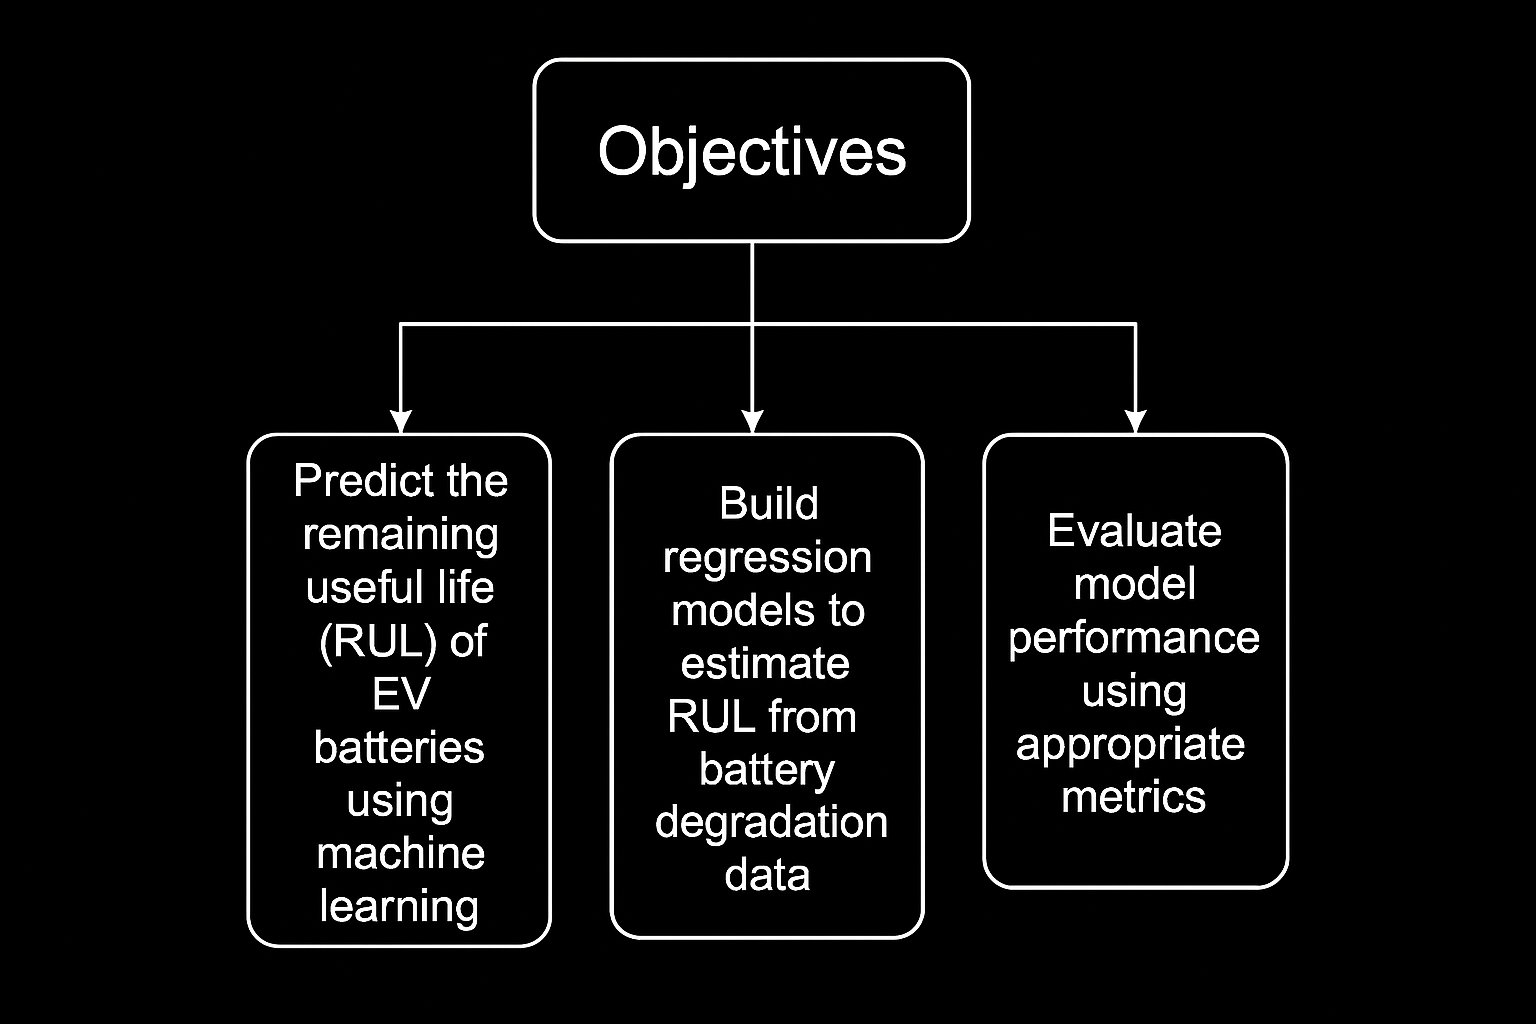 Objectives
Predict the
remaining
useful life
(RUL) of
EV
batteries
using
machine
learning
Build
regression
models to
estimate
RUL from
battery
degradation
data
Evaluate
model
performance
using
appropriate
metrics